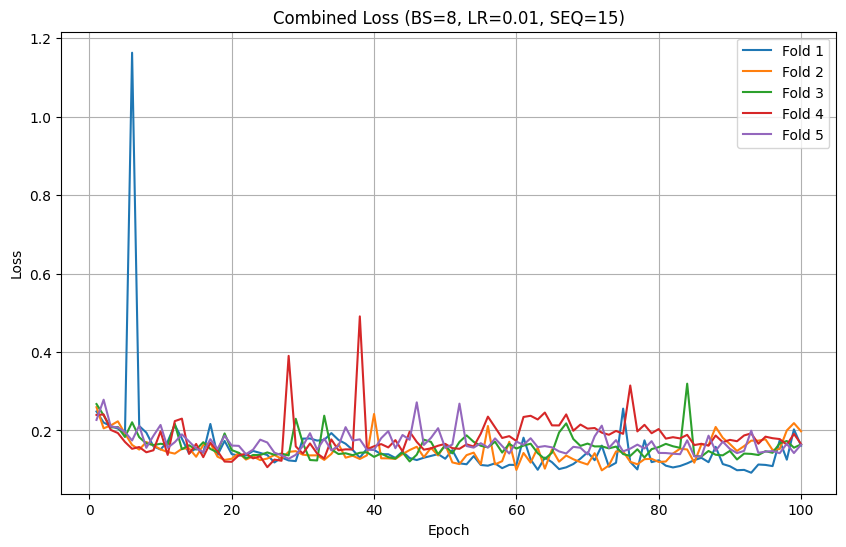 Combined Loss (BS=8, LR=0.01, SEQ=15)
Fold 1
Fold 2
Fold 3
Fold 4
Fold 5
Loss
1.2
1.0
0.8
0.6
0.4
0.2
0 20 40 60 80 100
Epoch